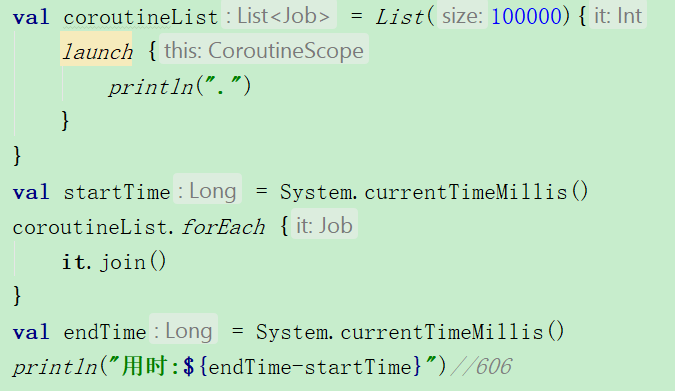 val coroutineList : List<Job> = List( size: 100000) { it: Int
launch { this: CoroutineScope
println(".")
}
}
val startTime : Long = System.currentTimeMillis()
coroutineList.forEach { it: Job
it.join()
}
val endTime : Long = System.currentTimeMillis()
println("用时:${endTime-startTime}")//606